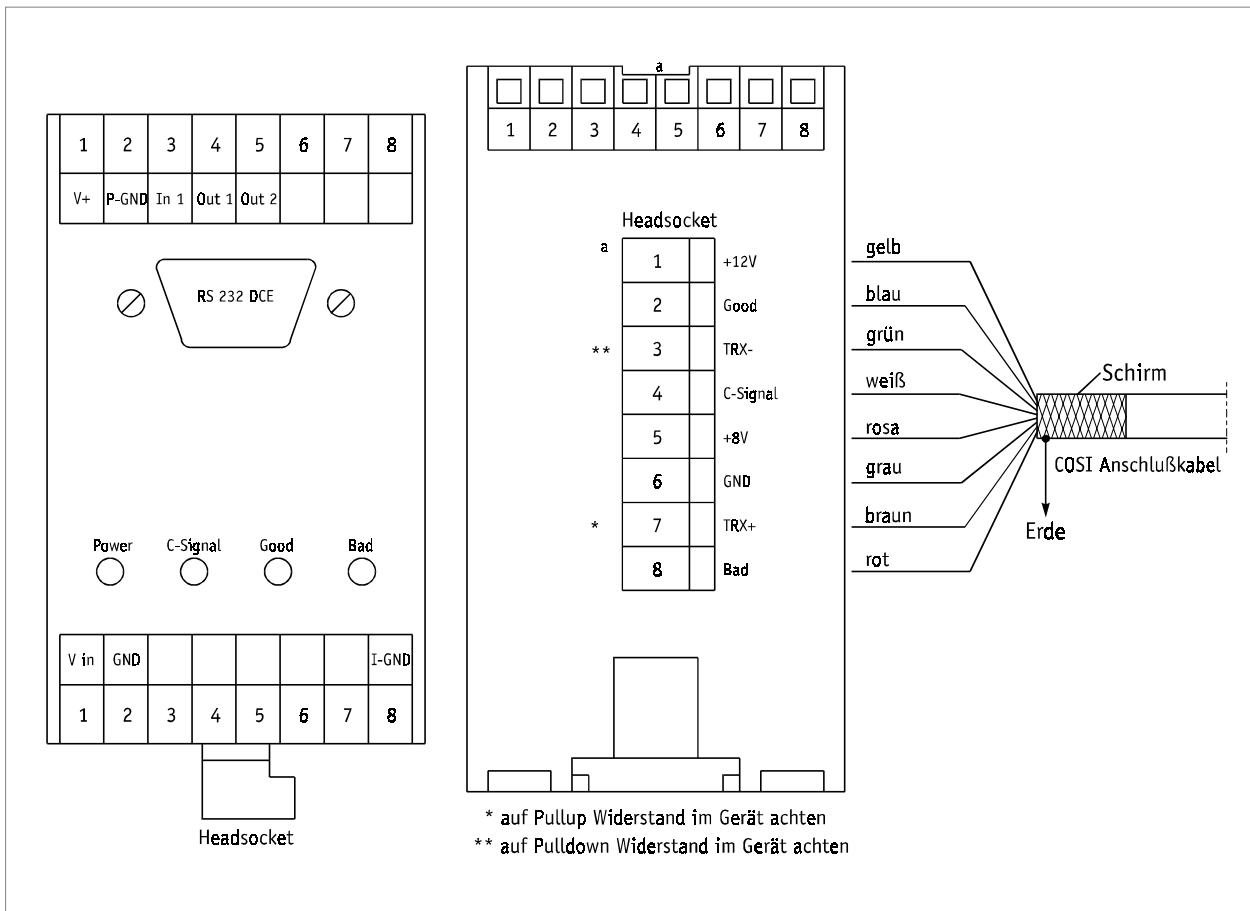 1 2 3 4 5 6 7 8
V+ P-GND In 1 Out 1 Out 2
RS 232 DCE
Power C-Signal Good Bad
V in GND I-GND
1 2 3 4 5 6 7 8
Headsocket
a
1 2 3 4 5 6 7 8
Headsocket
a 1 +12V gelb
2 Good blau
** 3 TRX- grün
4 C-Signal weiß
5 +8V rosa
6 GND grau
* 7 TRX+ braun
8 Bad rot
Schirm
COSI Anschlußkabel
Erde
* auf Pullup Widerstand im Gerät achten
** auf Pulldown Widerstand im Gerät achten